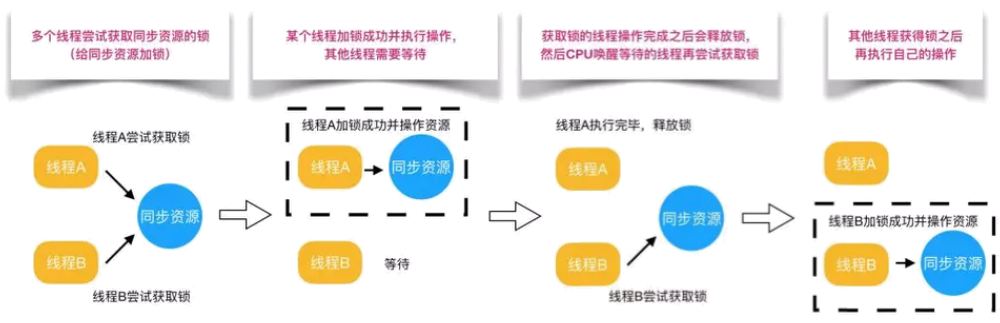 多个线程尝试获取同步资源的锁
（给同步资源加锁）
某个线程加锁成功并执行操作，
其他线程需要等待
获取锁的线程操作完成之后会释放锁，
然后CPU唤醒等待的线程再尝试获取锁
其他线程获得锁之后
再执行自己的操作
线程A尝试获取锁
线程A
同步资源
线程B
线程B尝试获取锁
线程A加锁成功并操作资源
线程A
同步资源
线程B
等待
线程A执行完毕，释放锁
线程A
同步资源
线程B
线程B尝试获取锁
线程A
线程B加锁成功并操作资源
线程B
同步资源